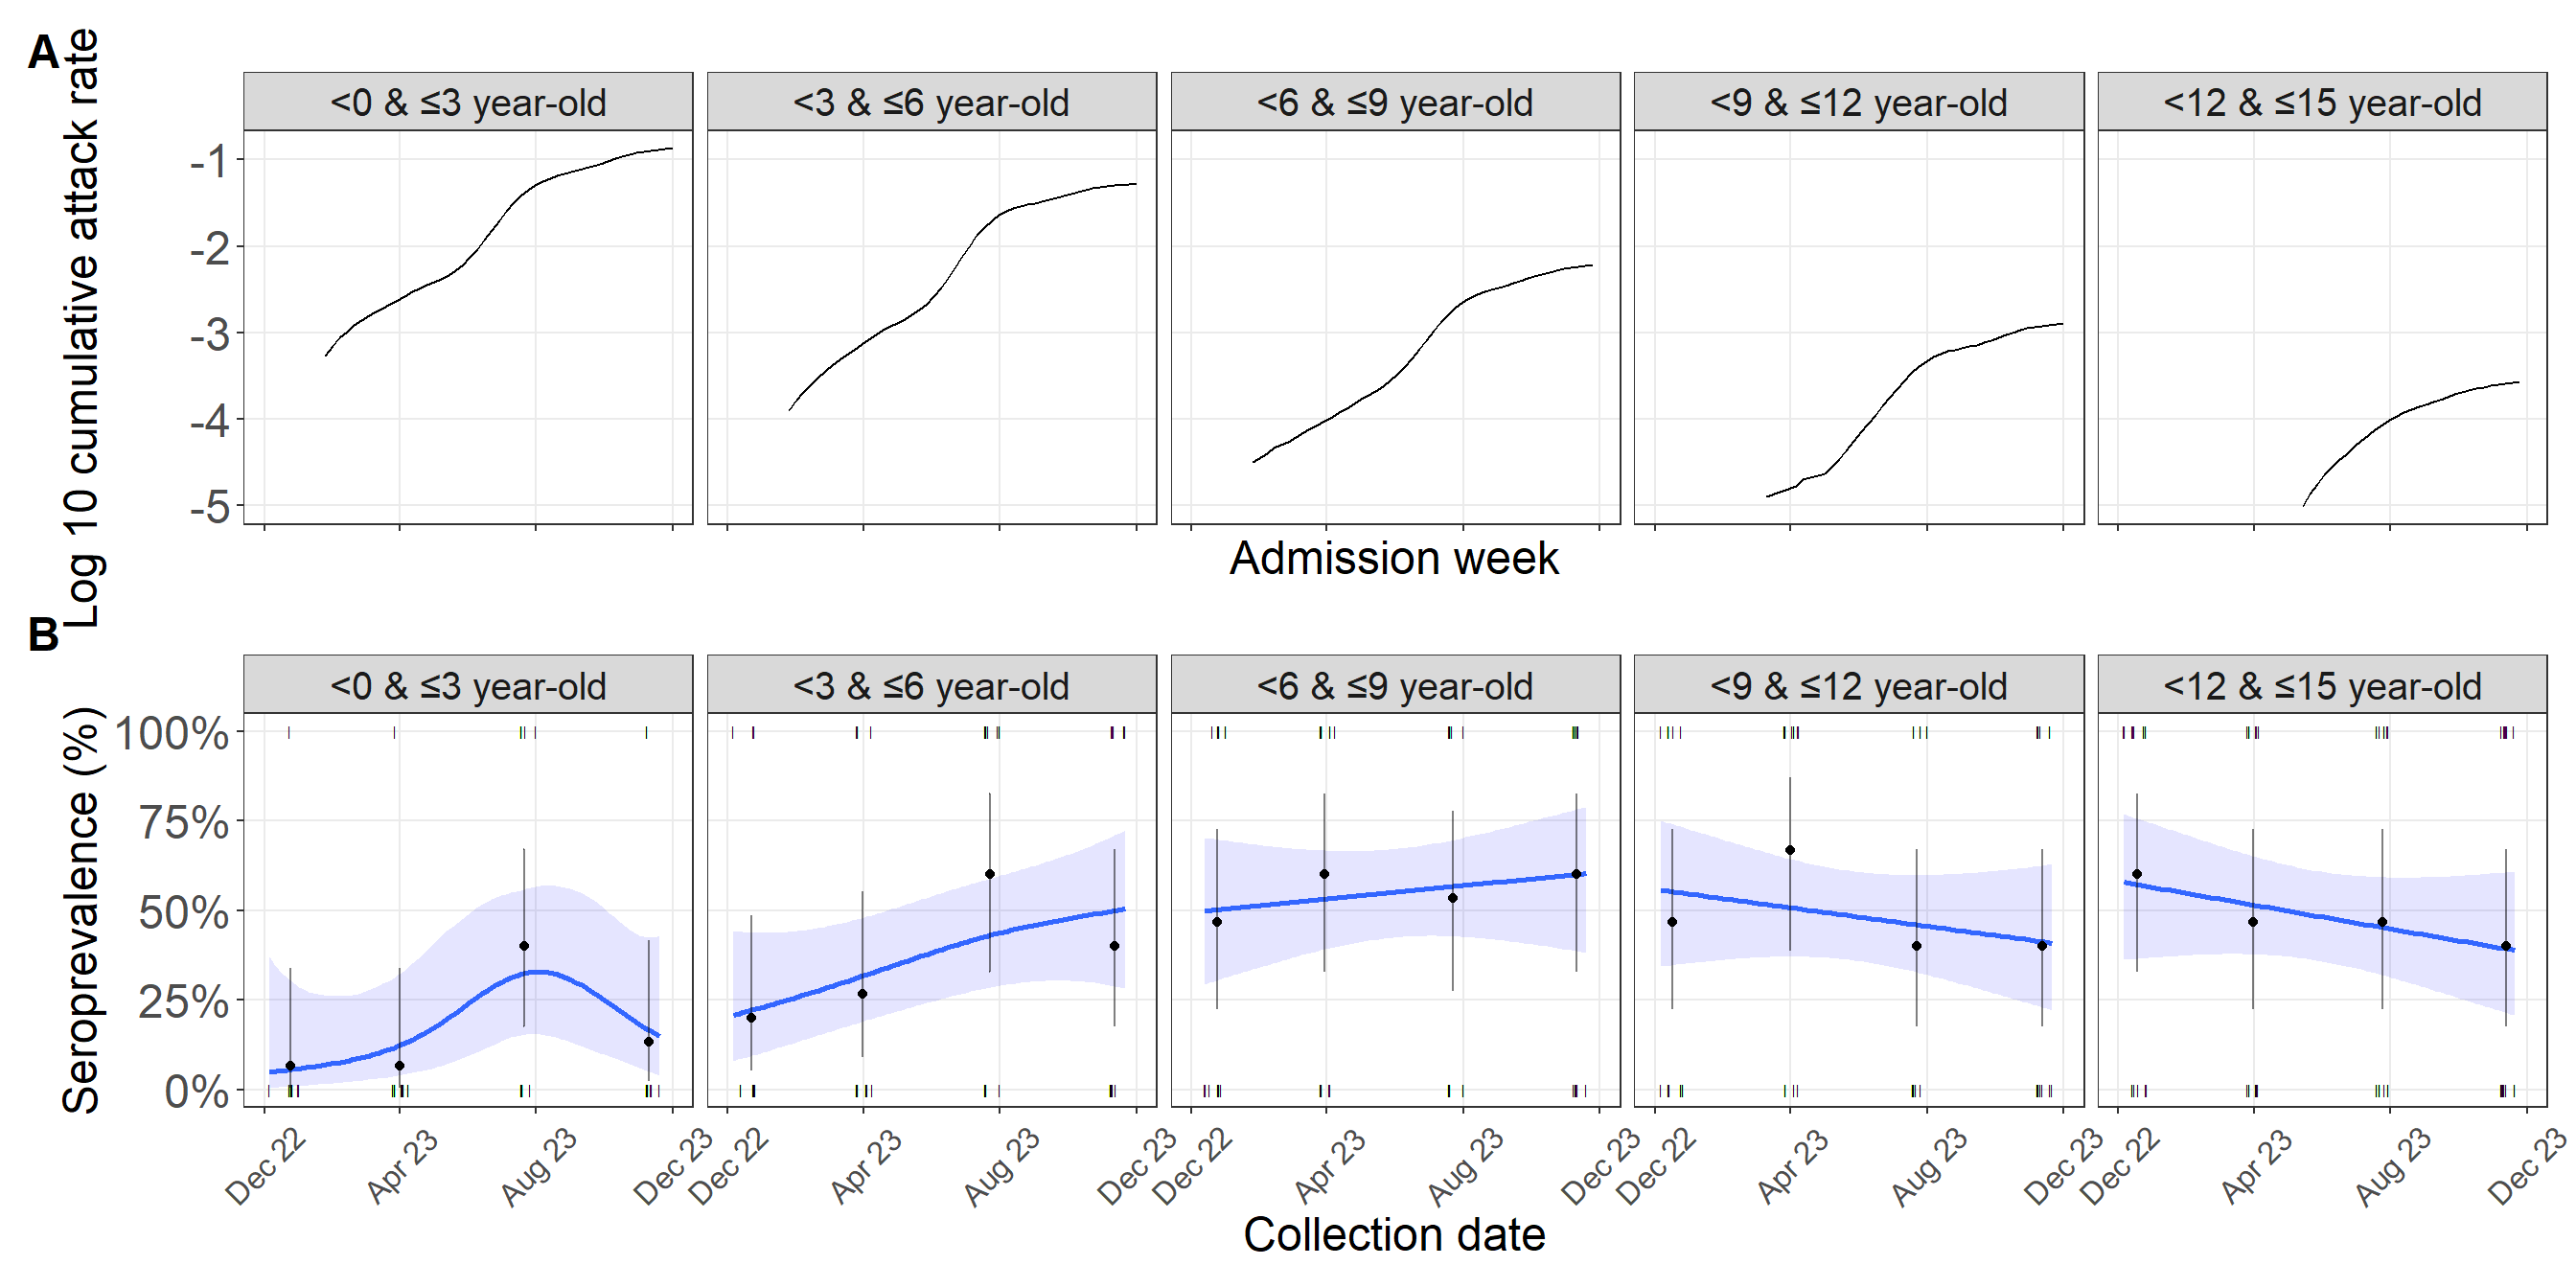 A
Log 10 cumulative attack rate
<0 & ≤3 year-old
<3 & ≤6 year-old
<6 & ≤9 year-old
<9 & ≤12 year-old
<12 & ≤15 year-old
-1
-2
-3
-4
-5
Admission week
B
Seroprevalence (%)
<0 & ≤3 year-old
<3 & ≤6 year-old
<6 & ≤9 year-old
<9 & ≤12 year-old
<12 & ≤15 year-old
100%
75%
50%
25%
0%
Dec 22
Apr 23
Aug 23
Dec 23
Dec 22
Apr 23
Aug 23
Dec 23
Dec 22
Apr 23
Aug 23
Dec 23
Dec 22
Apr 23
Aug 23
Dec 23
Dec 22
Apr 23
Aug 23
Dec 23
Collection date